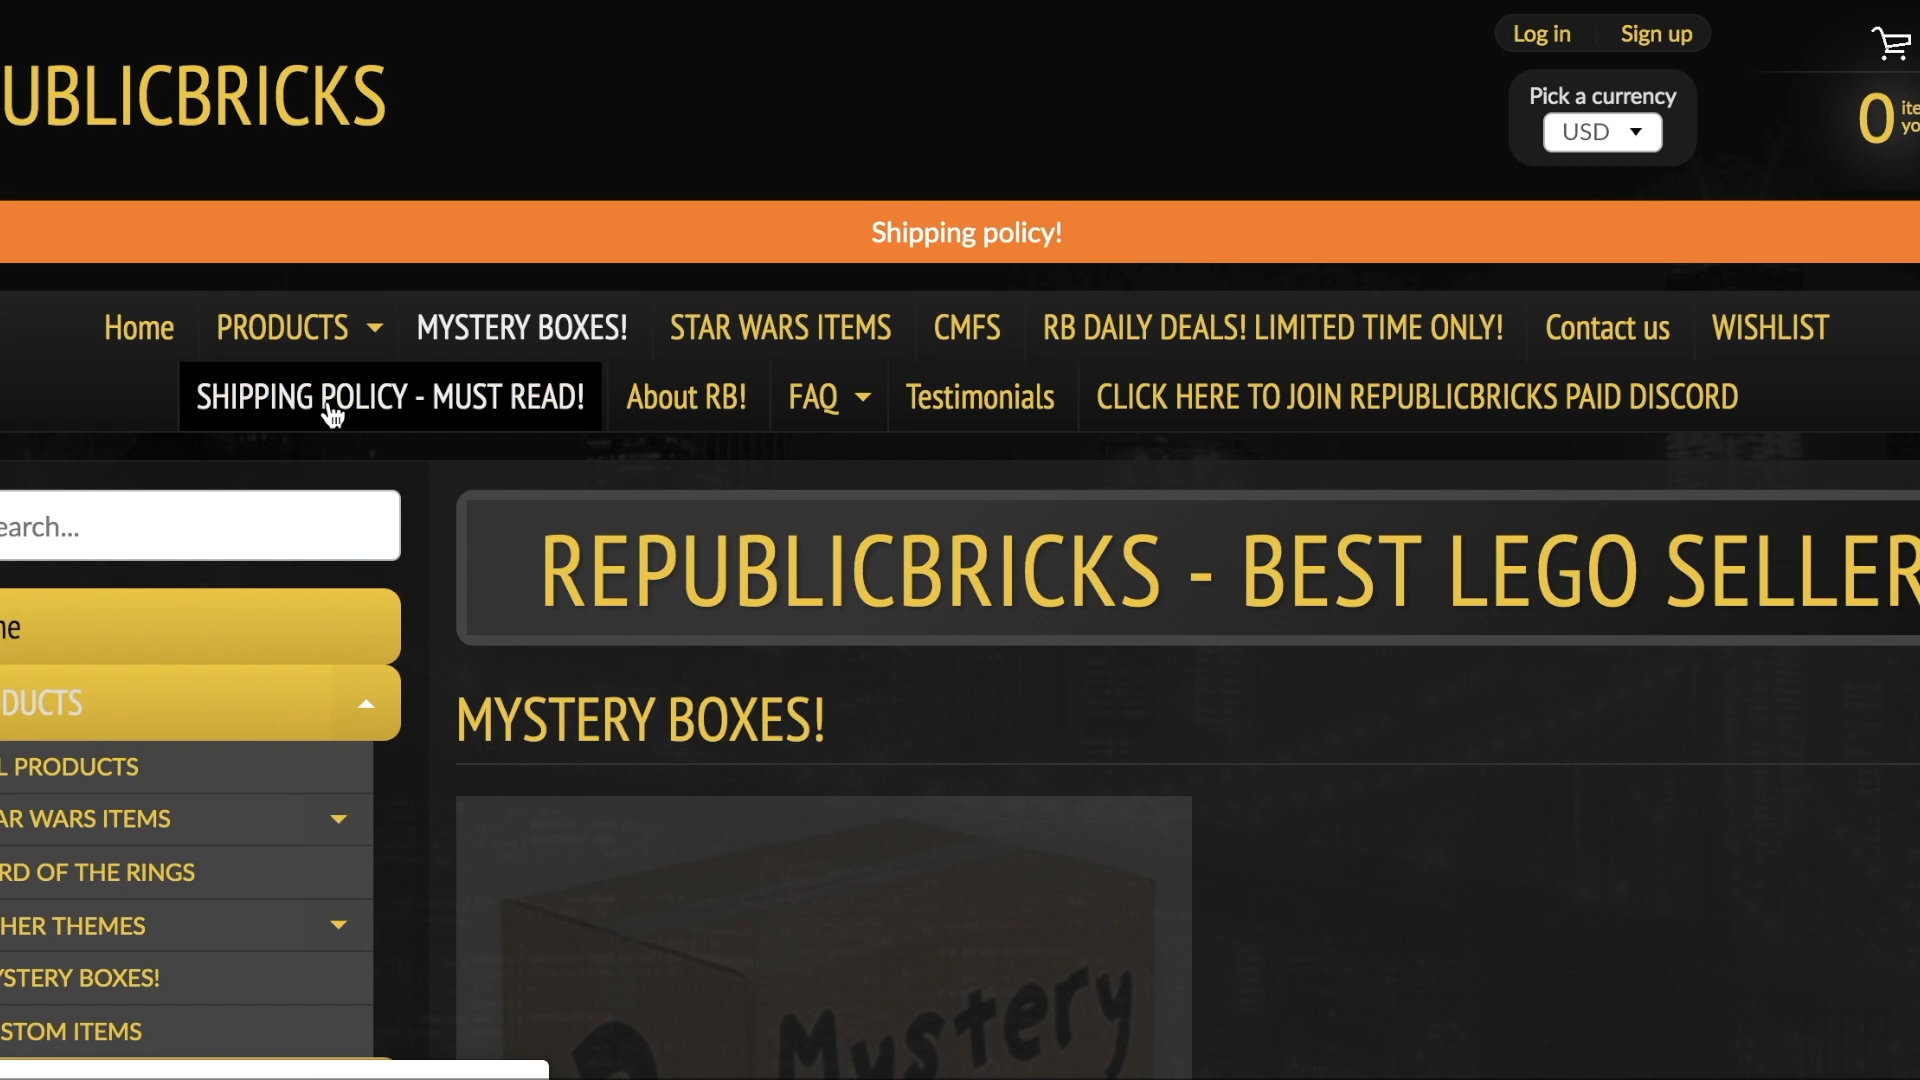 UBLICBRICKS
Log in Sign up
Pick a currency
USD
0
Shipping policy!
Home PRODUCTS MYSTERY BOXES! STAR WARS ITEMS CMFS RB DAILY DEALS! LIMITED TIME ONLY! Contact us WISHLIST
SHIPPING POLICY - MUST READ! About RB! FAQ Testimonials CLICK HERE TO JOIN REPUBLICBRICKS PAID DISCORD
earch...
REPUBLICBRICKS - BEST LEGO SELLER
ne
DUCTS
MYSTERY BOXES!
L PRODUCTS
AR WARS ITEMS
RD OF THE RINGS
HER THEMES
YSTERY BOXES!
STOM ITEMS
Mystery